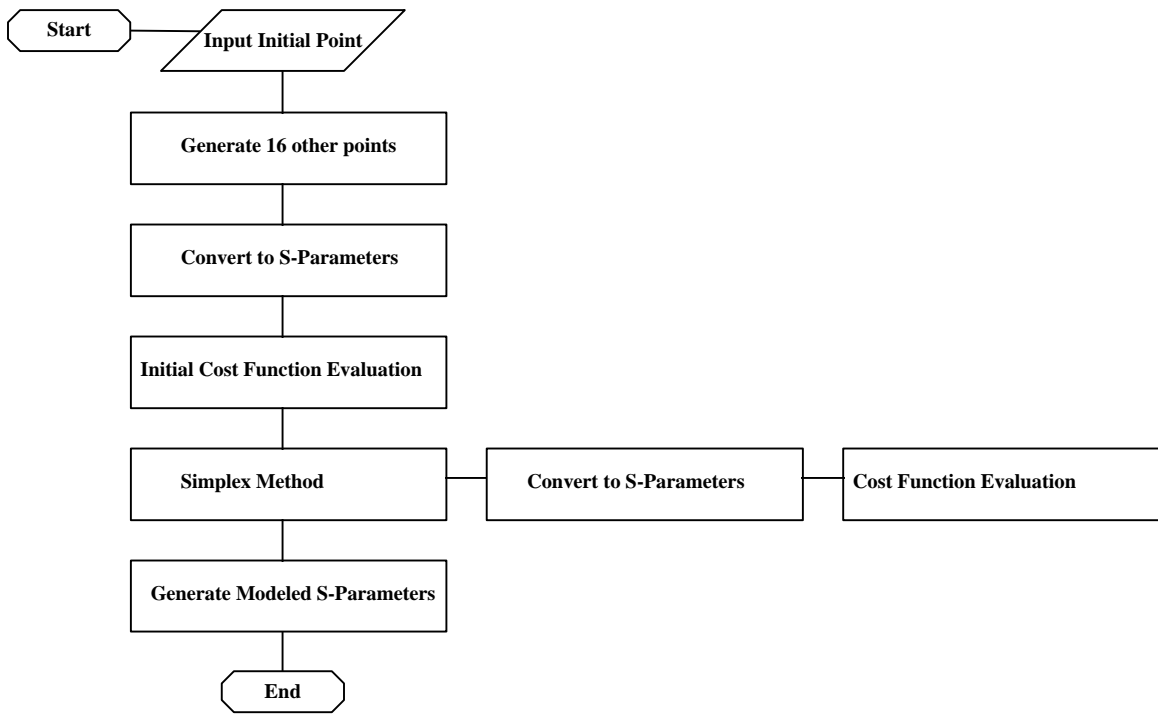 Start
Input Initial Point
Generate 16 other points
Convert to S-Parameters
Initial Cost Function Evaluation
Simplex Method
Convert to S-Parameters
Cost Function Evaluation
Generate Modeled S-Parameters
End